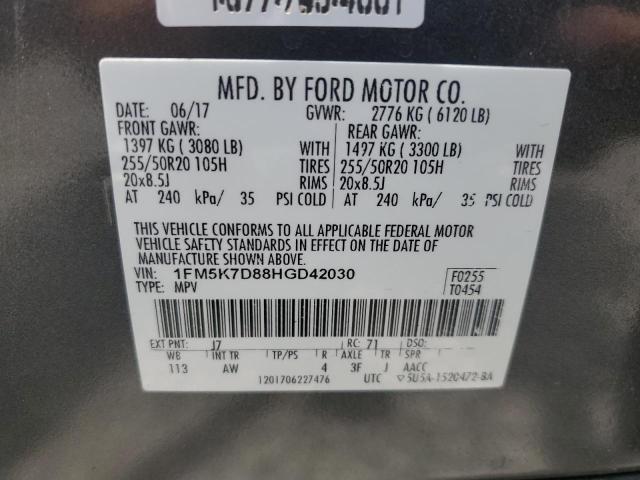 MFD. BY FORD MOTOR CO.
DATE: 06/17 GVWR: 2776 KG ( 6120 LB)
FRONT GAWR: REAR GAWR:
1397 KG ( 3080 LB) WITH 1497 KG ( 3300 LB) WITH
255/50R20 105H TIRES 255/50R20 105H TIRES
20x8.5J RIMS 20x8.5J RIMS
AT 240 kPa/ 35 PSI COLD AT 240 kPa/ 35 PSI COLD
THIS VEHICLE CONFORMS TO ALL APPLICABLE FEDERAL MOTOR
VEHICLE SAFETY STANDARDS IN EFFECT ON THE DATE OF
MANUFACTURE SHOWN ABOVE.
VIN: 1FM5K7D88HGD42030 F0255
TYPE: MPV T0454
EXT PNT: J7 RC: 71 DSO:
WB INT TR TP/PS R AXLE TR SPR
113 AW 4 3F J AACC
1201706227476 UTC ▽5U5A-1520472-BA